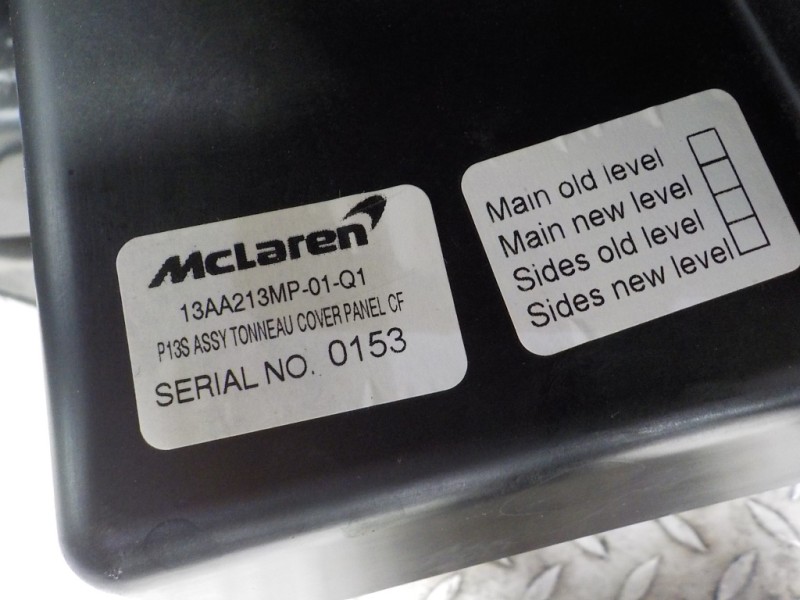 McLaren
13AA213MP-01-Q1
P13S ASSY TONNEAU COVER PANEL CF
SERIAL NO. 0153
Main old level
Main new level
Sides old level
Sides new level